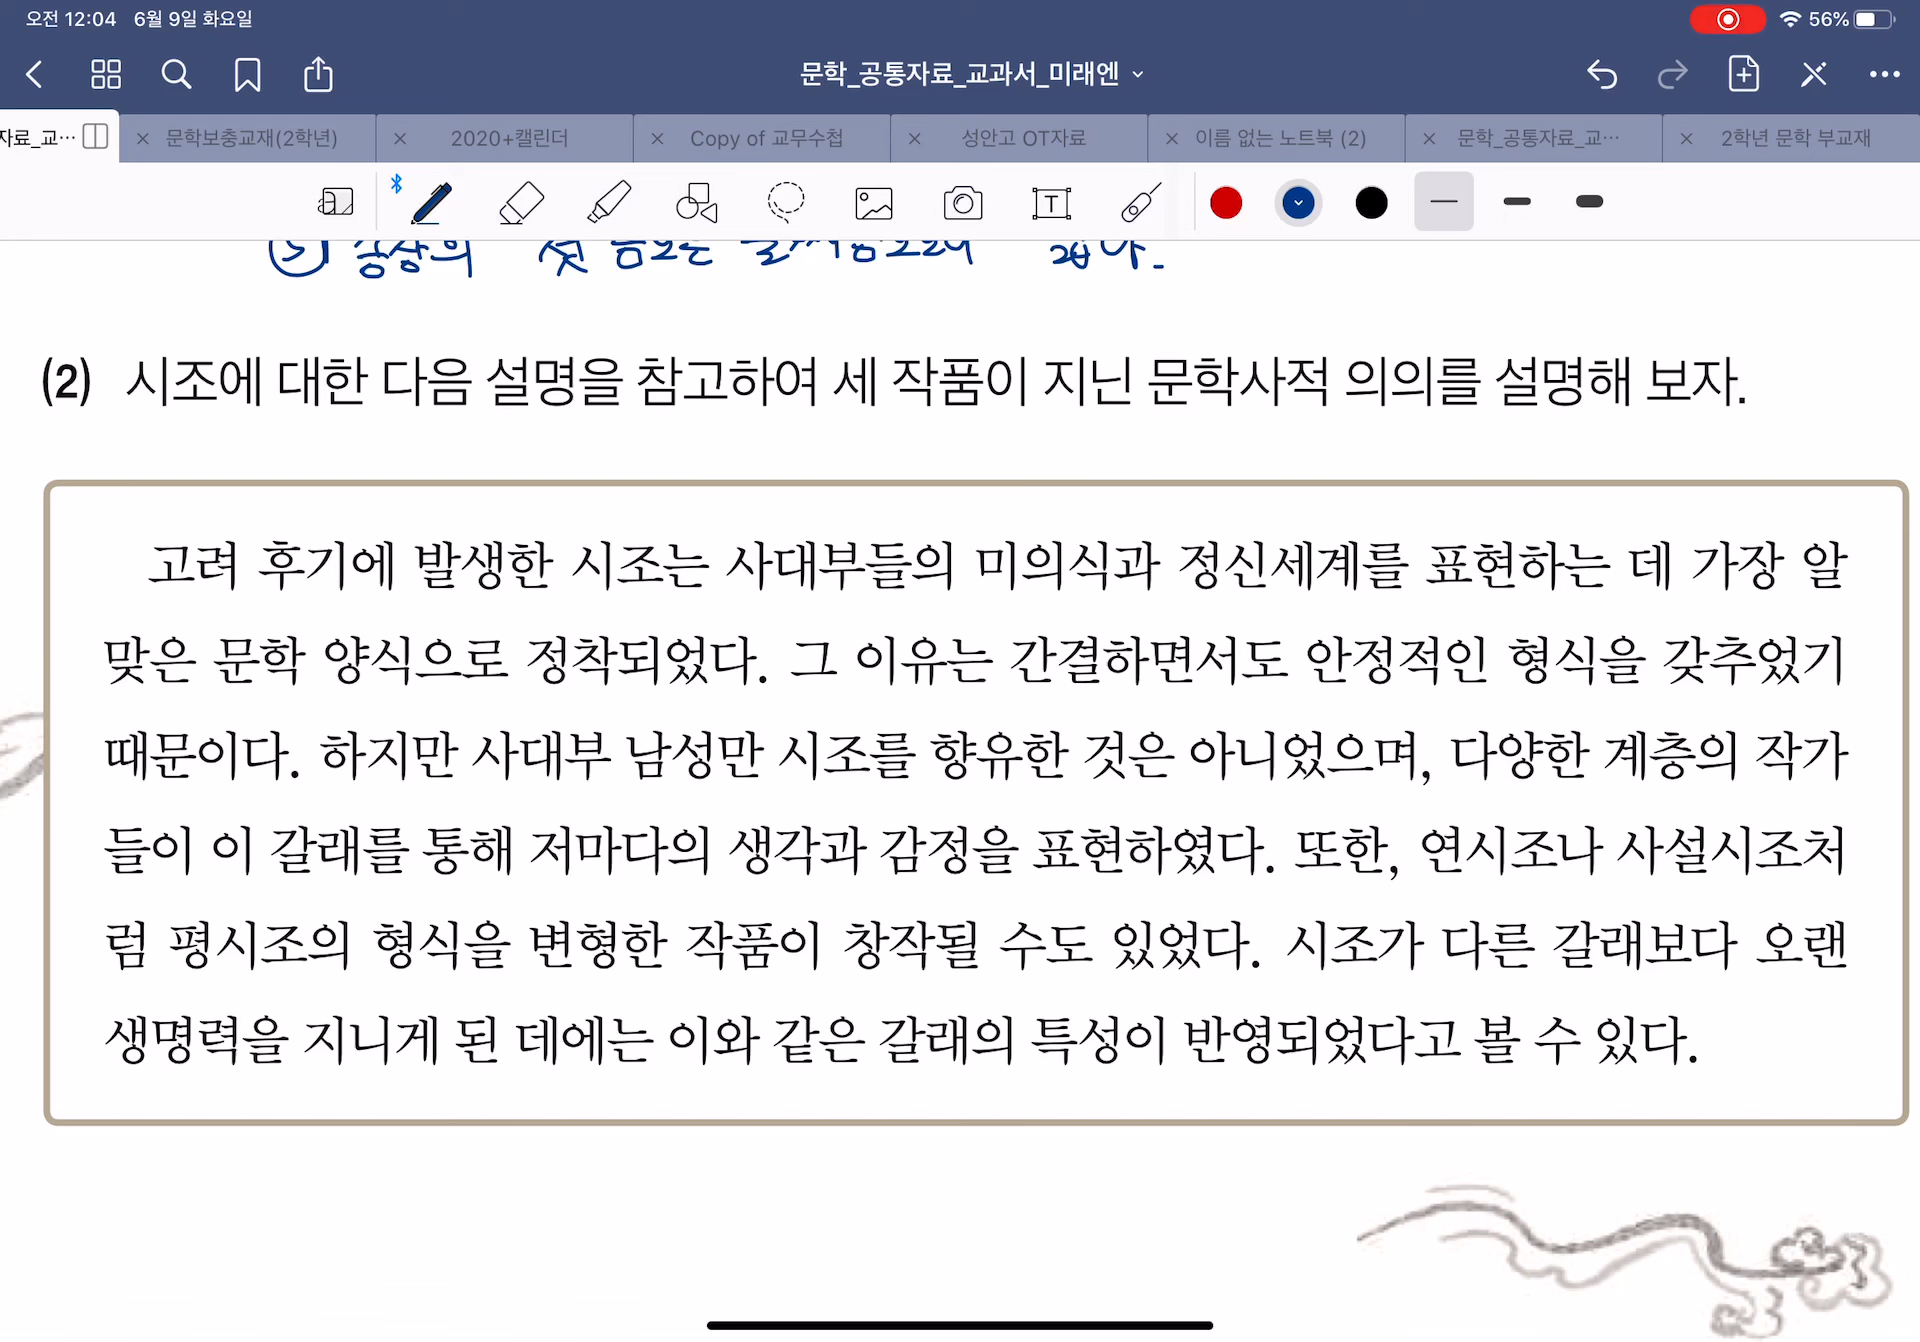 오전 12:04 6월 9일 화요일 56%
문학_공통자료_교과서_미래엔
자료_교… 문학보충교재(2학년) 2020+캘린더 Copy of 교무수첩 성안고 OT자료 이름 없는 노트북 (2) 문학_공통자료_교… 2학년 문학 부교재
(2) 시조에 대한 다음 설명을 참고하여 세 작품이 지닌 문학사적 의의를 설명해 보자.
고려 후기에 발생한 시조는 사대부들의 미의식과 정신세계를 표현하는 데 가장 알
맞은 문학 양식으로 정착되었다. 그 이유는 간결하면서도 안정적인 형식을 갖추었기
때문이다. 하지만 사대부 남성만 시조를 향유한 것은 아니었으며, 다양한 계층의 작가
들이 이 갈래를 통해 저마다의 생각과 감정을 표현하였다. 또한, 연시조나 사설시조처
럼 평시조의 형식을 변형한 작품이 창작될 수도 있었다. 시조가 다른 갈래보다 오랜
생명력을 지니게 된 데에는 이와 같은 갈래의 특성이 반영되었다고 볼 수 있다.